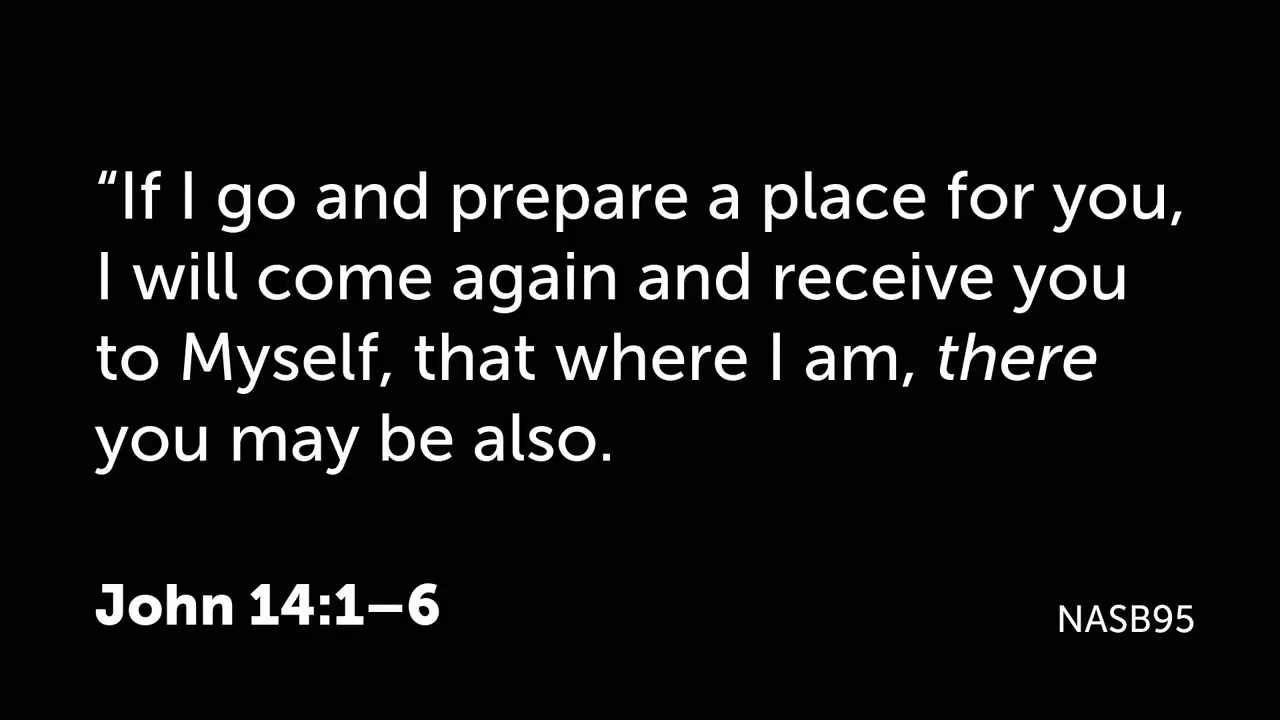 “If I go and prepare a place for you,
I will come again and receive you
to Myself, that where I am, there
you may be also.
John 14:1–6
NASB95